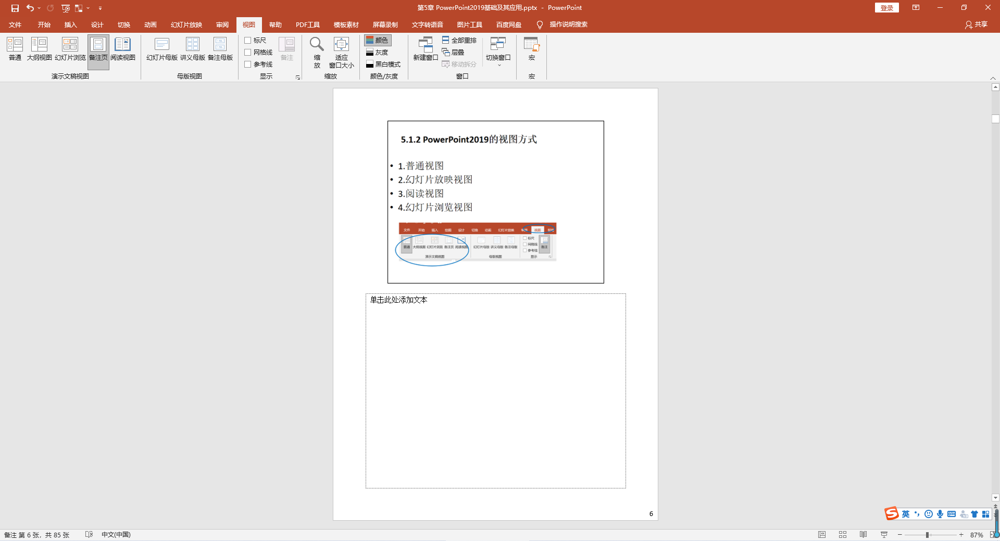 第5章 PowerPoint2019基础及其应用.pptx - PowerPoint
登录
文件 开始 插入 设计 切换 动画 幻灯片放映 审阅 视图 帮助 PDF工具 模板素材 屏幕录制 文字转语音 图片工具 百度网盘 操作说明搜索 共享
普通 大纲视图 幻灯片浏览 备注页 阅读视图
演示文稿视图
幻灯片母版 讲义母版 备注母版
母版视图
标尺
网格线
参考线
备注
显示
缩放
适应窗口大小
缩放
颜色
灰度
黑白模式
颜色/灰度
新建窗口
全部重排
层叠
移动拆分
切换窗口
窗口
宏
宏
5.1.2 PowerPoint2019的视图方式
• 1.普通视图
• 2.幻灯片放映视图
• 3.阅读视图
• 4.幻灯片浏览视图
文件 开始 插入 绘图 设计 切换 动画 幻灯片放映 视图
普通 大纲视图 幻灯片浏览 备注页 阅读视图
演示文稿视图
幻灯片母版 讲义母版 备注母版
母版视图
标尺
网格线
参考线
备注
显示
单击此处添加文本
6
英
备注 第 6 张，共 85 张 中文(中国)
87%